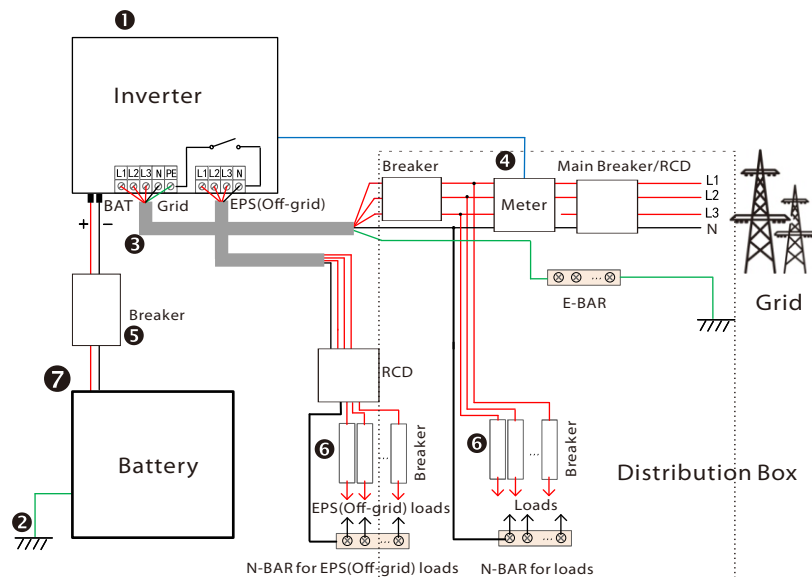 ❶
Inverter
L1 L2 L3 N PE
L1 L2 L3 N
BAT
Grid
EPS(Off-grid)
+
−
❸
Breaker
❹
Main Breaker/RCD
Meter
L1
L2
L3
N
E-BAR
Grid
Breaker
❺
RCD
❼
Battery
❷
❻
...
Breaker
❻
...
Breaker
Distribution Box
EPS(Off-grid) loads
Loads
...
...
...
N-BAR for EPS(Off-grid) loads
N-BAR for loads